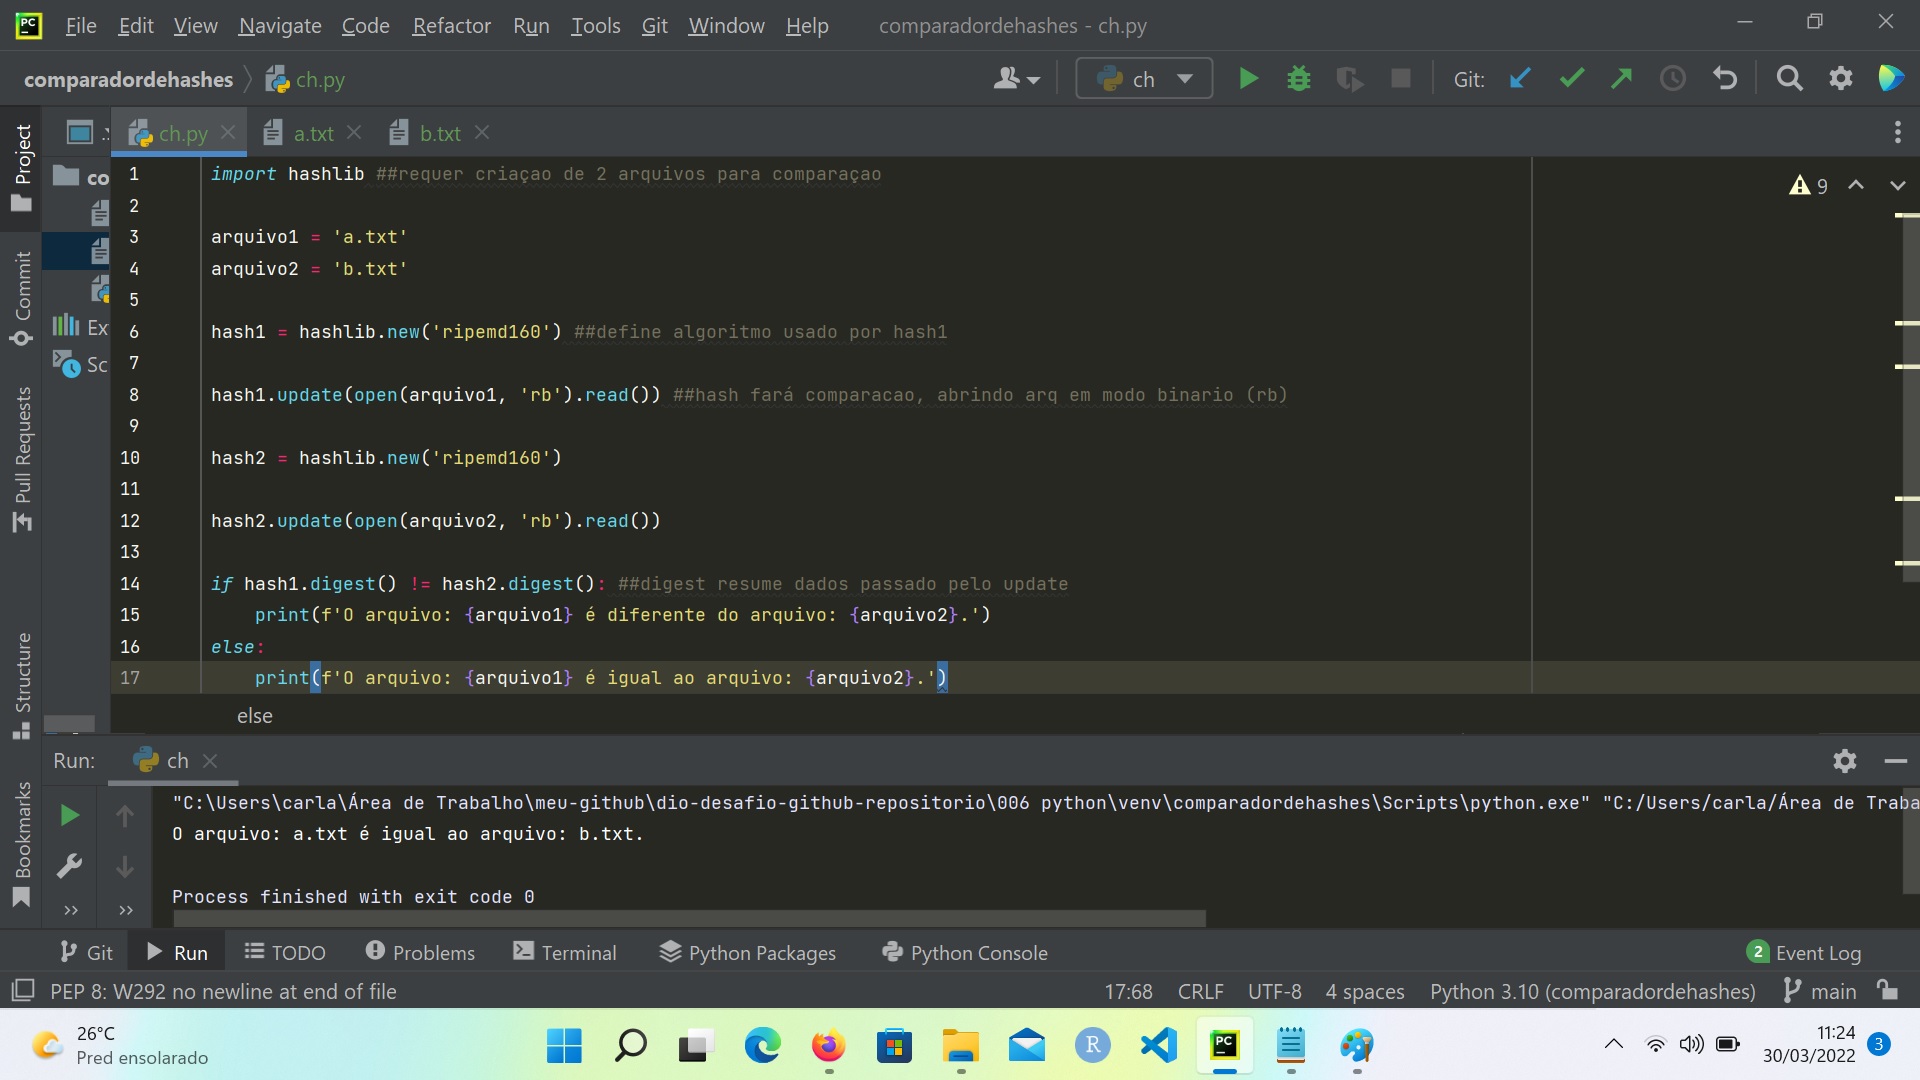 PC File Edit View Navigate Code Refactor Run Tools Git Window Help comparadordehashes - ch.py
comparadordehashes ch.py ch Git:
ch.py a.txt b.txt
Project
Commit
Pull Requests
Structure
Bookmarks
co
Ex
Sc
9
1 import hashlib ##requer criaçao de 2 arquivos para comparaçao
2
3 arquivo1 = 'a.txt'
4 arquivo2 = 'b.txt'
5
6 hash1 = hashlib.new('ripemd160') ##define algoritmo usado por hash1
7
8 hash1.update(open(arquivo1, 'rb').read()) ##hash fará comparacao, abrindo arq em modo binario (rb)
9
10 hash2 = hashlib.new('ripemd160')
11
12 hash2.update(open(arquivo2, 'rb').read())
13
14 if hash1.digest() != hash2.digest(): ##digest resume dados passado pelo update
15     print(f'O arquivo: {arquivo1} é diferente do arquivo: {arquivo2}.')
16 else:
17     print(f'O arquivo: {arquivo1} é igual ao arquivo: {arquivo2}.')
else
Run: ch
"C:\Users\carla\Área de Trabalho\meu-github\dio-desafio-github-repositorio\006 python\venv\comparadordehashes\Scripts\python.exe" "C:/Users/carla/Área de Traba
O arquivo: a.txt é igual ao arquivo: b.txt.
Process finished with exit code 0
Git Run TODO Problems Terminal Python Packages Python Console 2 Event Log
PEP 8: W292 no newline at end of file 17:68 CRLF UTF-8 4 spaces Python 3.10 (comparadordehashes) main
26°C
Pred ensolarado
R
PC
11:24
30/03/2022
3